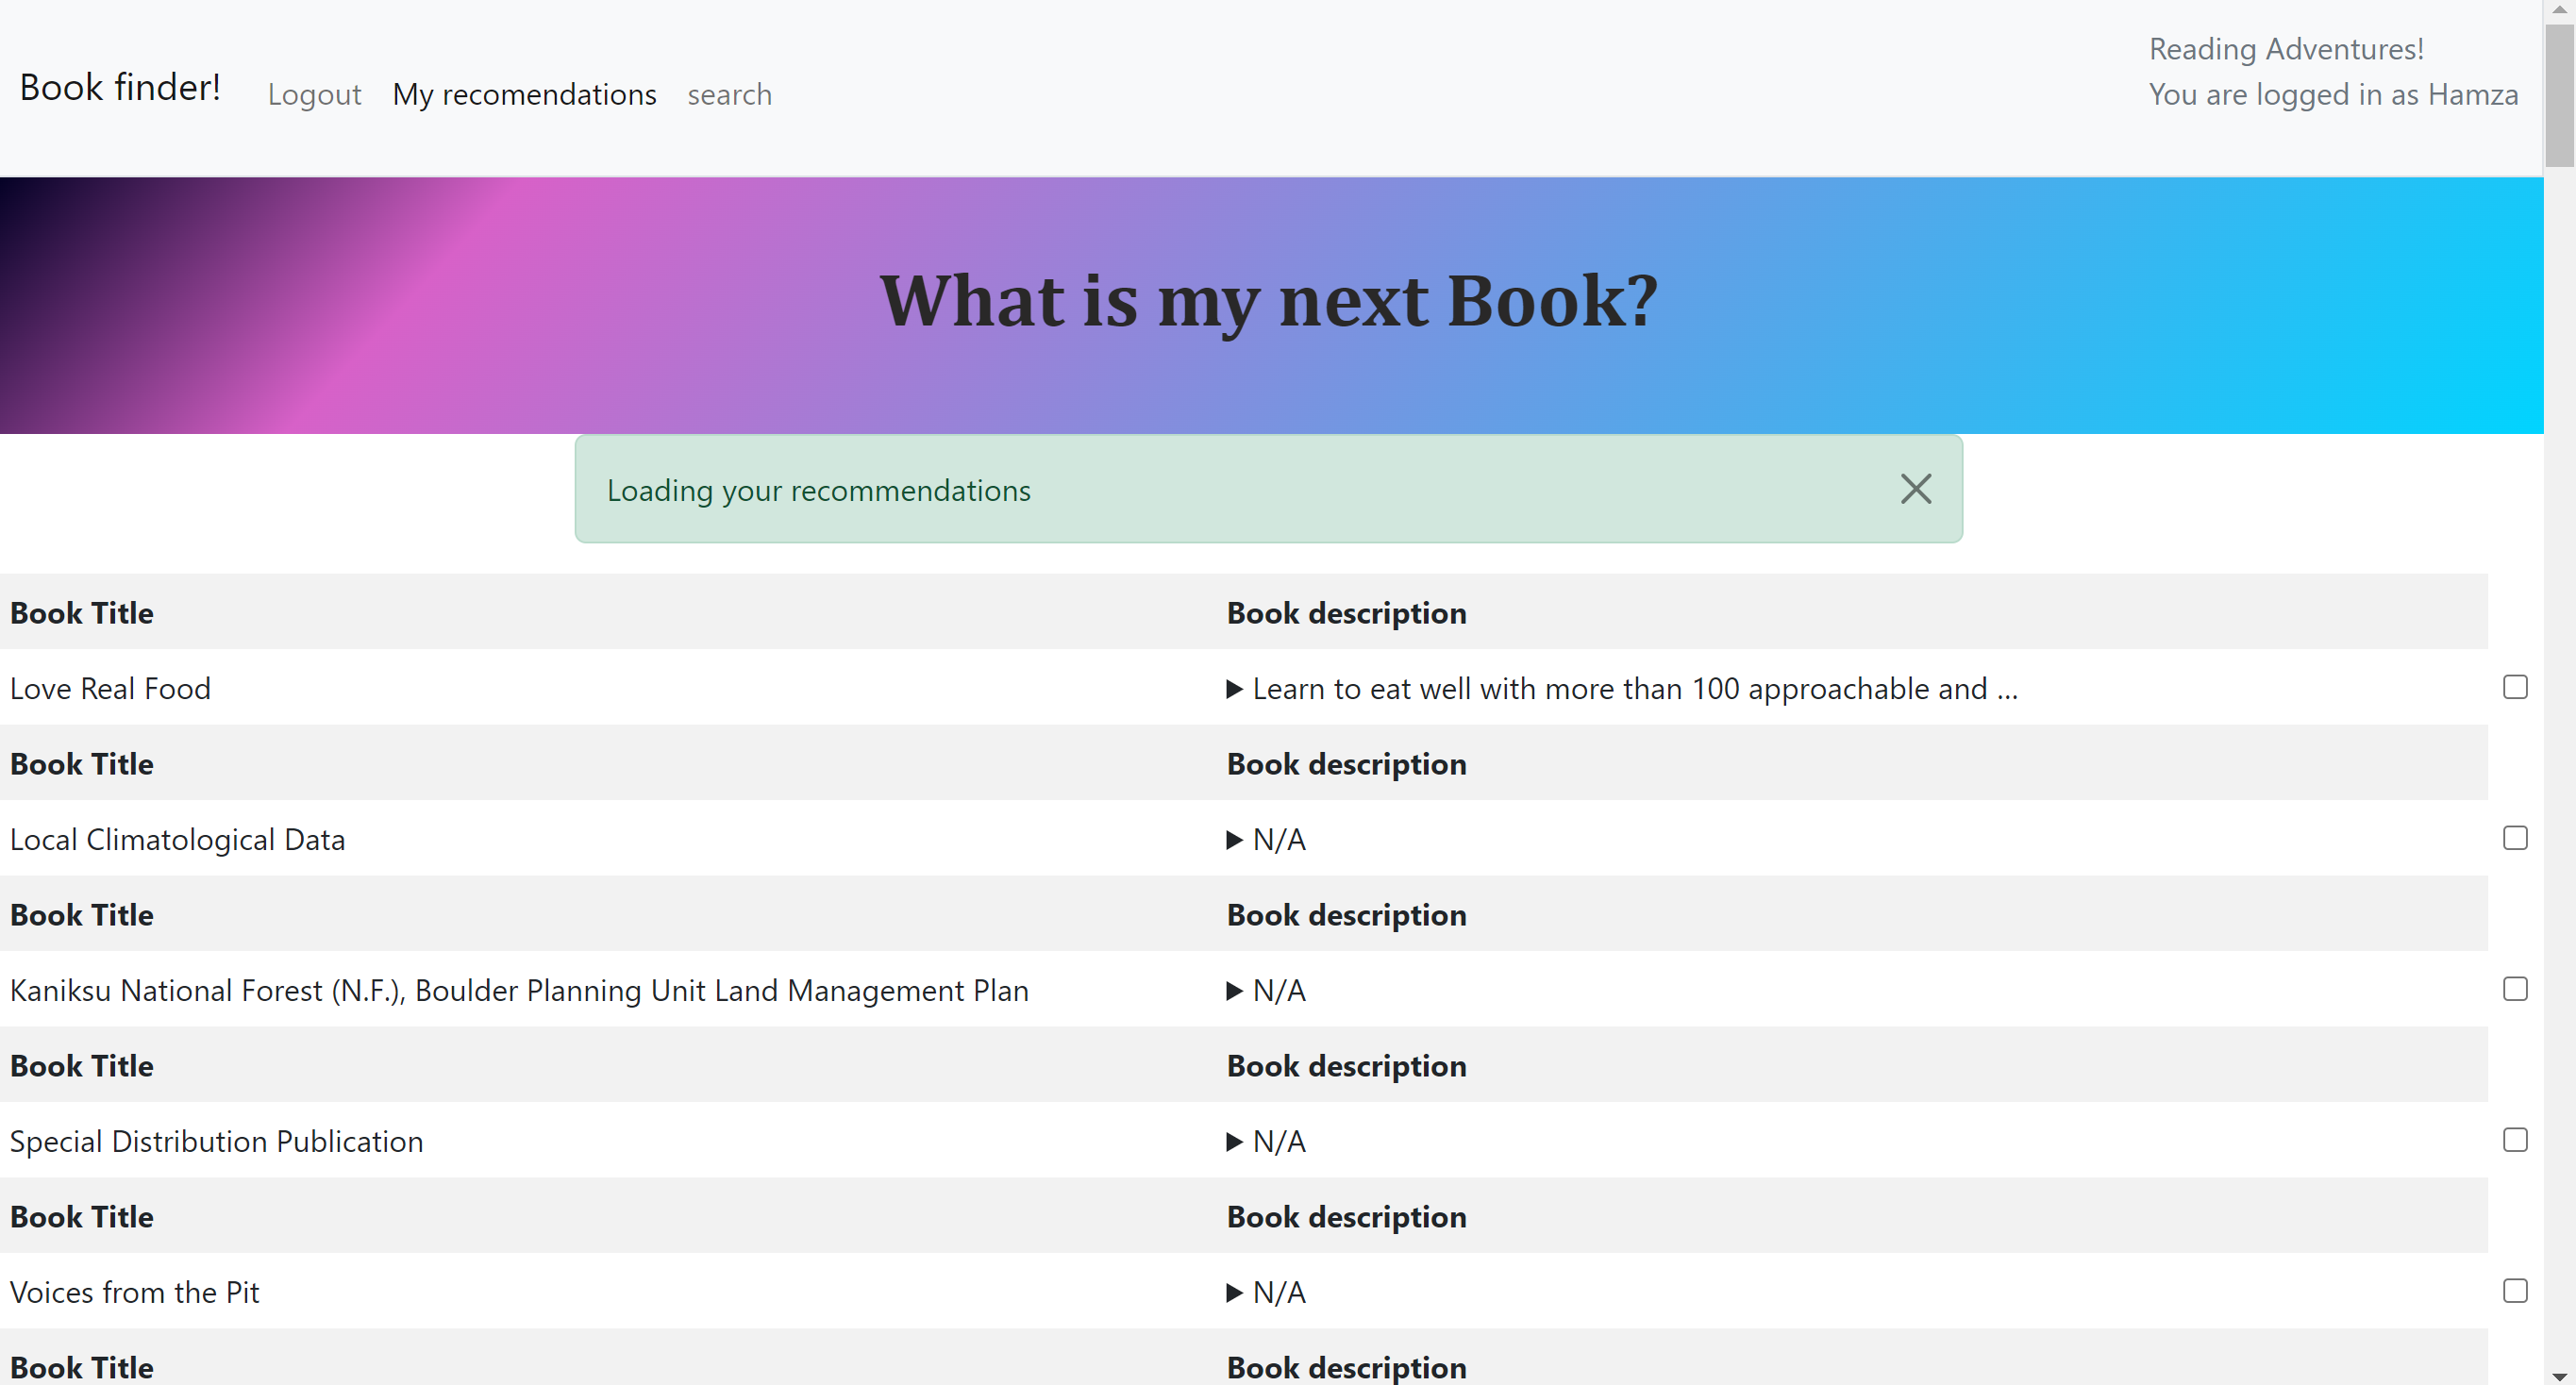 Reading Adventures!
Book finder! Logout My recomendations search You are logged in as Hamza
What is my next Book?
Loading your recommendations
Book Title Book description
Love Real Food Learn to eat well with more than 100 approachable and ...
Book Title Book description
Local Climatological Data N/A
Book Title Book description
Kaniksu National Forest (N.F.), Boulder Planning Unit Land Management Plan N/A
Book Title Book description
Special Distribution Publication N/A
Book Title Book description
Voices from the Pit N/A
Book Title Book description